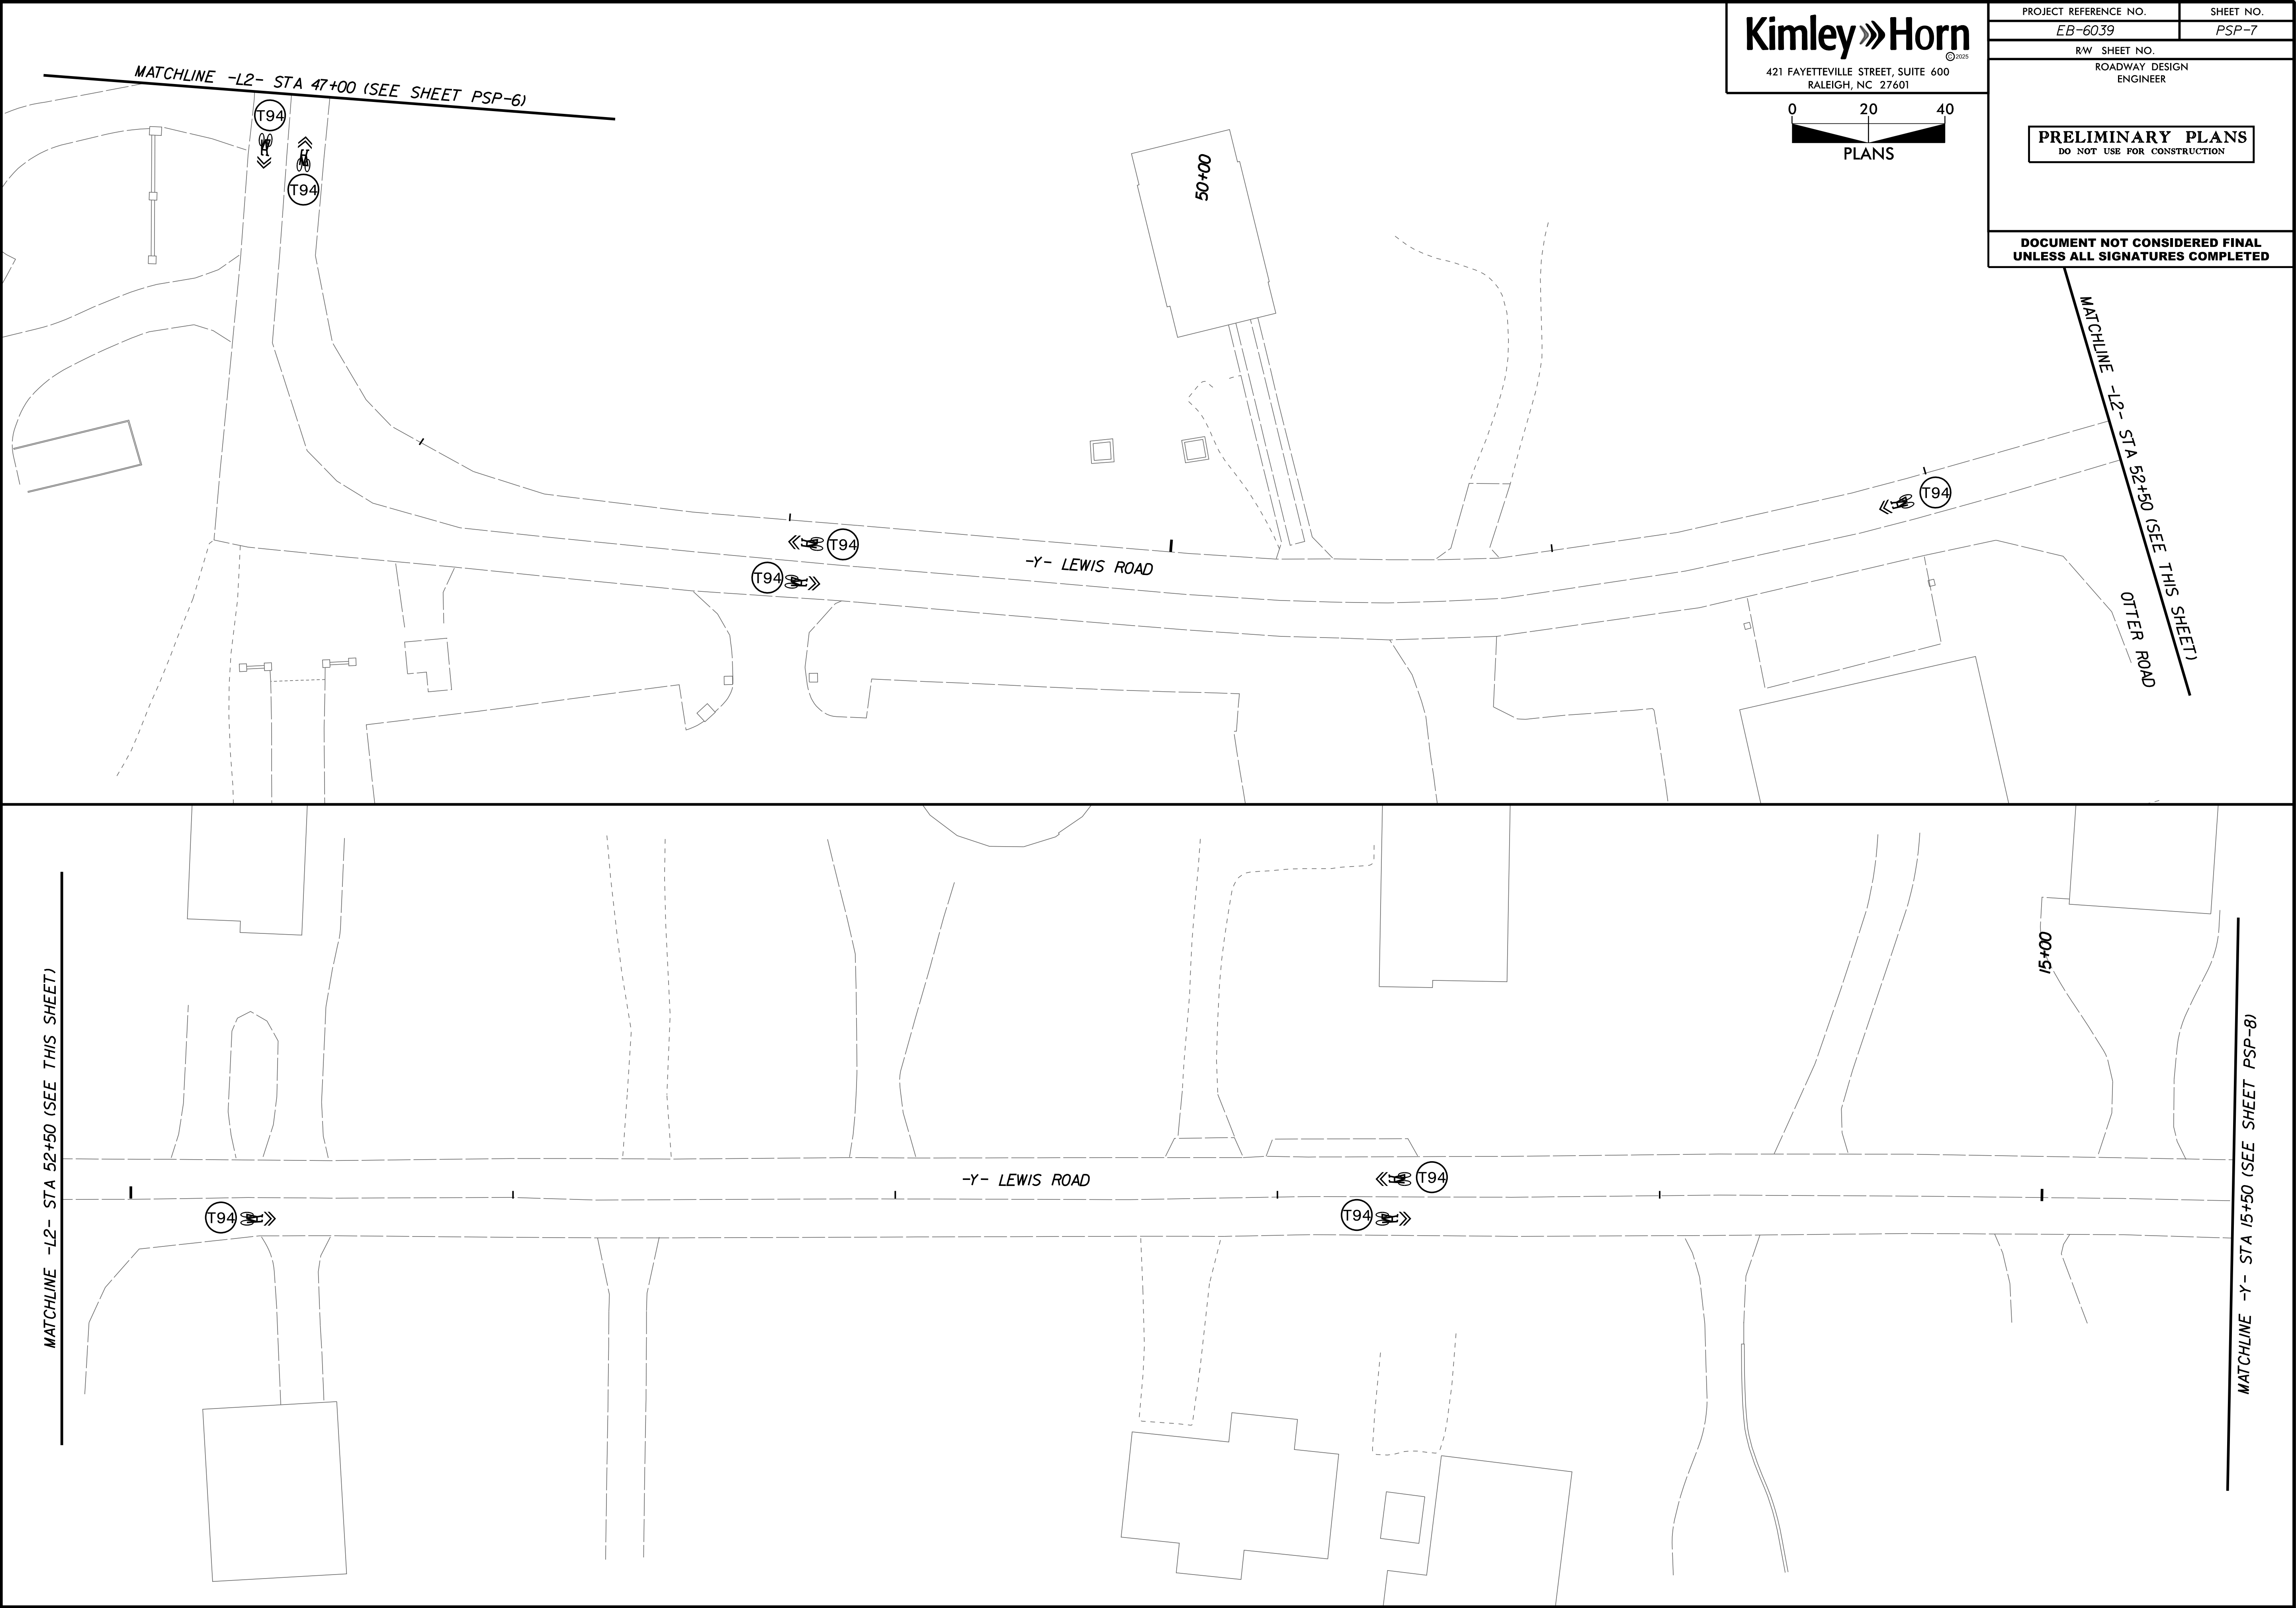 Kimley Horn
© 2025
421 FAYETTEVILLE STREET, SUITE 600
RALEIGH, NC 27601
PROJECT REFERENCE NO.
SHEET NO.
EB-6039
PSP-7
RW SHEET NO.
ROADWAY DESIGN
ENGINEER
PRELIMINARY PLANS
DO NOT USE FOR CONSTRUCTION
DOCUMENT NOT CONSIDERED FINAL
UNLESS ALL SIGNATURES COMPLETED
0 20 40
PLANS
MATCHLINE -L2- STA 47+00 (SEE SHEET PSP-6)
T94
T94
50+00
MATCHLINE -L2- STA 52+50 (SEE THIS SHEET)
T94
T94
T94
-Y- LEWIS ROAD
OTTER ROAD
MATCHLINE -L2- STA 52+50 (SEE THIS SHEET)
15+00
-Y- LEWIS ROAD
T94
T94
T94
MATCHLINE -Y- STA 15+50 (SEE SHEET PSP-8)